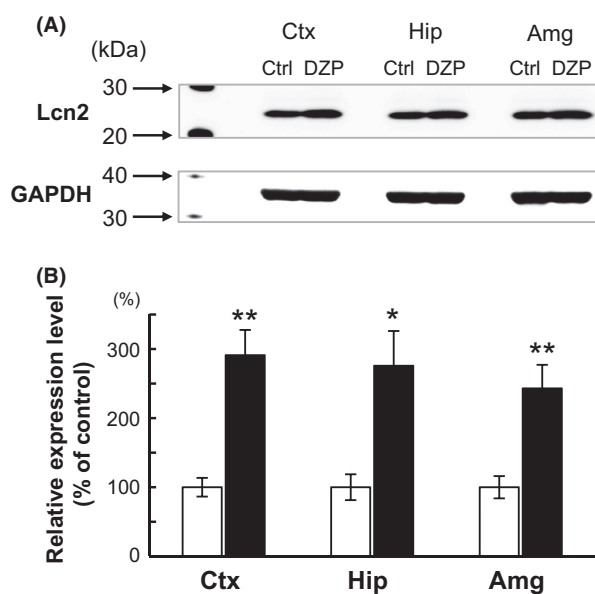 (A)
(kDa)
Ctx Hip Amg
Ctrl DZP Ctrl DZP Ctrl DZP
30
Lcn2
20
40
GAPDH
30
(B)
(%)
Relative expression level
(% of control)
300
200
100
0
** * **
Ctx Hip Amg